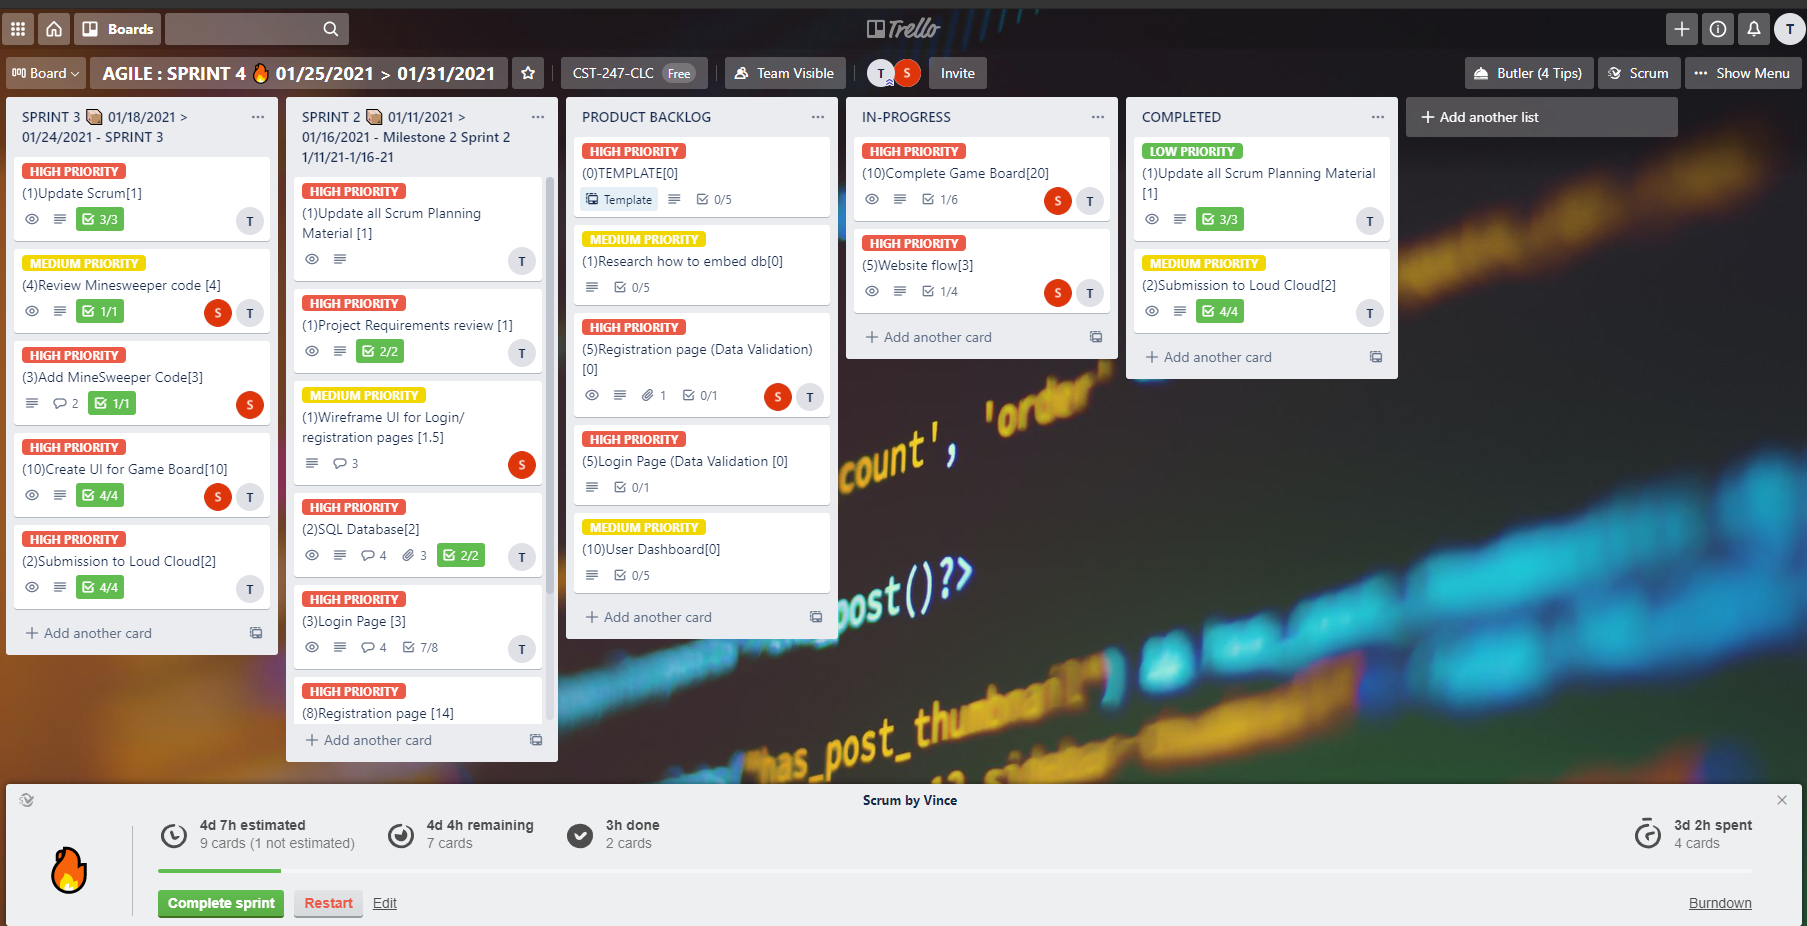 Boards
Trello
T
Board
AGILE : SPRINT 4 🔥 01/25/2021 > 01/31/2021
CST-247-CLC Free
Team Visible
T S
Invite
Butler (4 Tips)
Scrum
Show Menu
SPRINT 3 01/18/2021 >
01/24/2021 - SPRINT 3
HIGH PRIORITY
(1)Update Scrum[1]
3/3 T
MEDIUM PRIORITY
(4)Review Minesweeper code [4]
1/1 S T
HIGH PRIORITY
(3)Add MineSweeper Code[3]
2 1/1 S
HIGH PRIORITY
(10)Create UI for Game Board[10]
4/4 S T
HIGH PRIORITY
(2)Submission to Loud Cloud[2]
4/4 T
+ Add another card
SPRINT 2 01/11/2021 >
01/16/2021 - Milestone 2 Sprint 2
1/11/21-1/16-21
HIGH PRIORITY
(1)Update all Scrum Planning
Material [1]
T
HIGH PRIORITY
(1)Project Requirements review [1]
2/2 T
MEDIUM PRIORITY
(1)Wireframe UI for Login/
registration pages [1.5]
3 S
HIGH PRIORITY
(2)SQL Database[2]
4 3 2/2 T
HIGH PRIORITY
(3)Login Page [3]
4 7/8 T
HIGH PRIORITY
(8)Registration page [14]
+ Add another card
PRODUCT BACKLOG
HIGH PRIORITY
(0)TEMPLATE[0]
Template 0/5
MEDIUM PRIORITY
(1)Research how to embed db[0]
0/5
HIGH PRIORITY
(5)Registration page (Data Validation)
[0]
1 0/1 S T
HIGH PRIORITY
(5)Login Page (Data Validation [0]
0/1
MEDIUM PRIORITY
(10)User Dashboard[0]
0/5
+ Add another card
IN-PROGRESS
HIGH PRIORITY
(10)Complete Game Board[20]
1/6 S T
HIGH PRIORITY
(5)Website flow[3]
1/4 S T
+ Add another card
COMPLETED
LOW PRIORITY
(1)Update all Scrum Planning Material
[1]
3/3 T
MEDIUM PRIORITY
(2)Submission to Loud Cloud[2]
4/4 T
+ Add another card
+ Add another list
count', 'order'
post()?>
"has_post_thumbnail")
Scrum by Vince
4d 7h estimated
9 cards (1 not estimated)
4d 4h remaining
7 cards
3h done
2 cards
3d 2h spent
4 cards
Complete sprint
Restart
Edit
Burndown